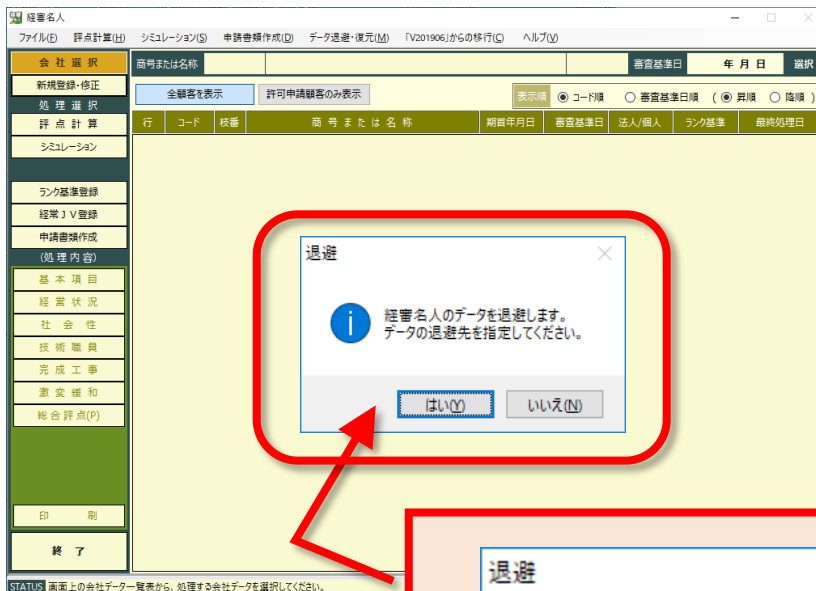 経審名人
ファイル(F) 評点計算(H) シミュレーション(S) 申請書類作成(D) データ退避・復元(M) 「V201906」からの移行(C) ヘルプ(V)
会 社 選 択
商号または名称
審査基準日
年 月 日
選択
新規登録・修正
全顧客を表示
許可申請顧客のみ表示
表示順
コード順
審査基準日順
( 昇順
降順 )
処 理 選 択
評 点 計 算
行
コード
枝番
商 号 ま た は 名 称
期首年月日
審査基準日
法人/個人
ランク基準
最終処理日
シミュレーション
ランク基準登録
経常JV登録
申請書類作成
(処 理 内 容)
基 本 項 目
経 営 状 況
社 会 性
技 術 職 員
完 成 工 事
激 変 緩 和
総 合 評 点(P)
印 刷
終 了
退避
経審名人のデータを退避します。
データの退避先を指定してください。
はい(Y)
いいえ(N)
退避
STATUS 画面上の会社データ一覧表から、処理する会社データを選択してください。